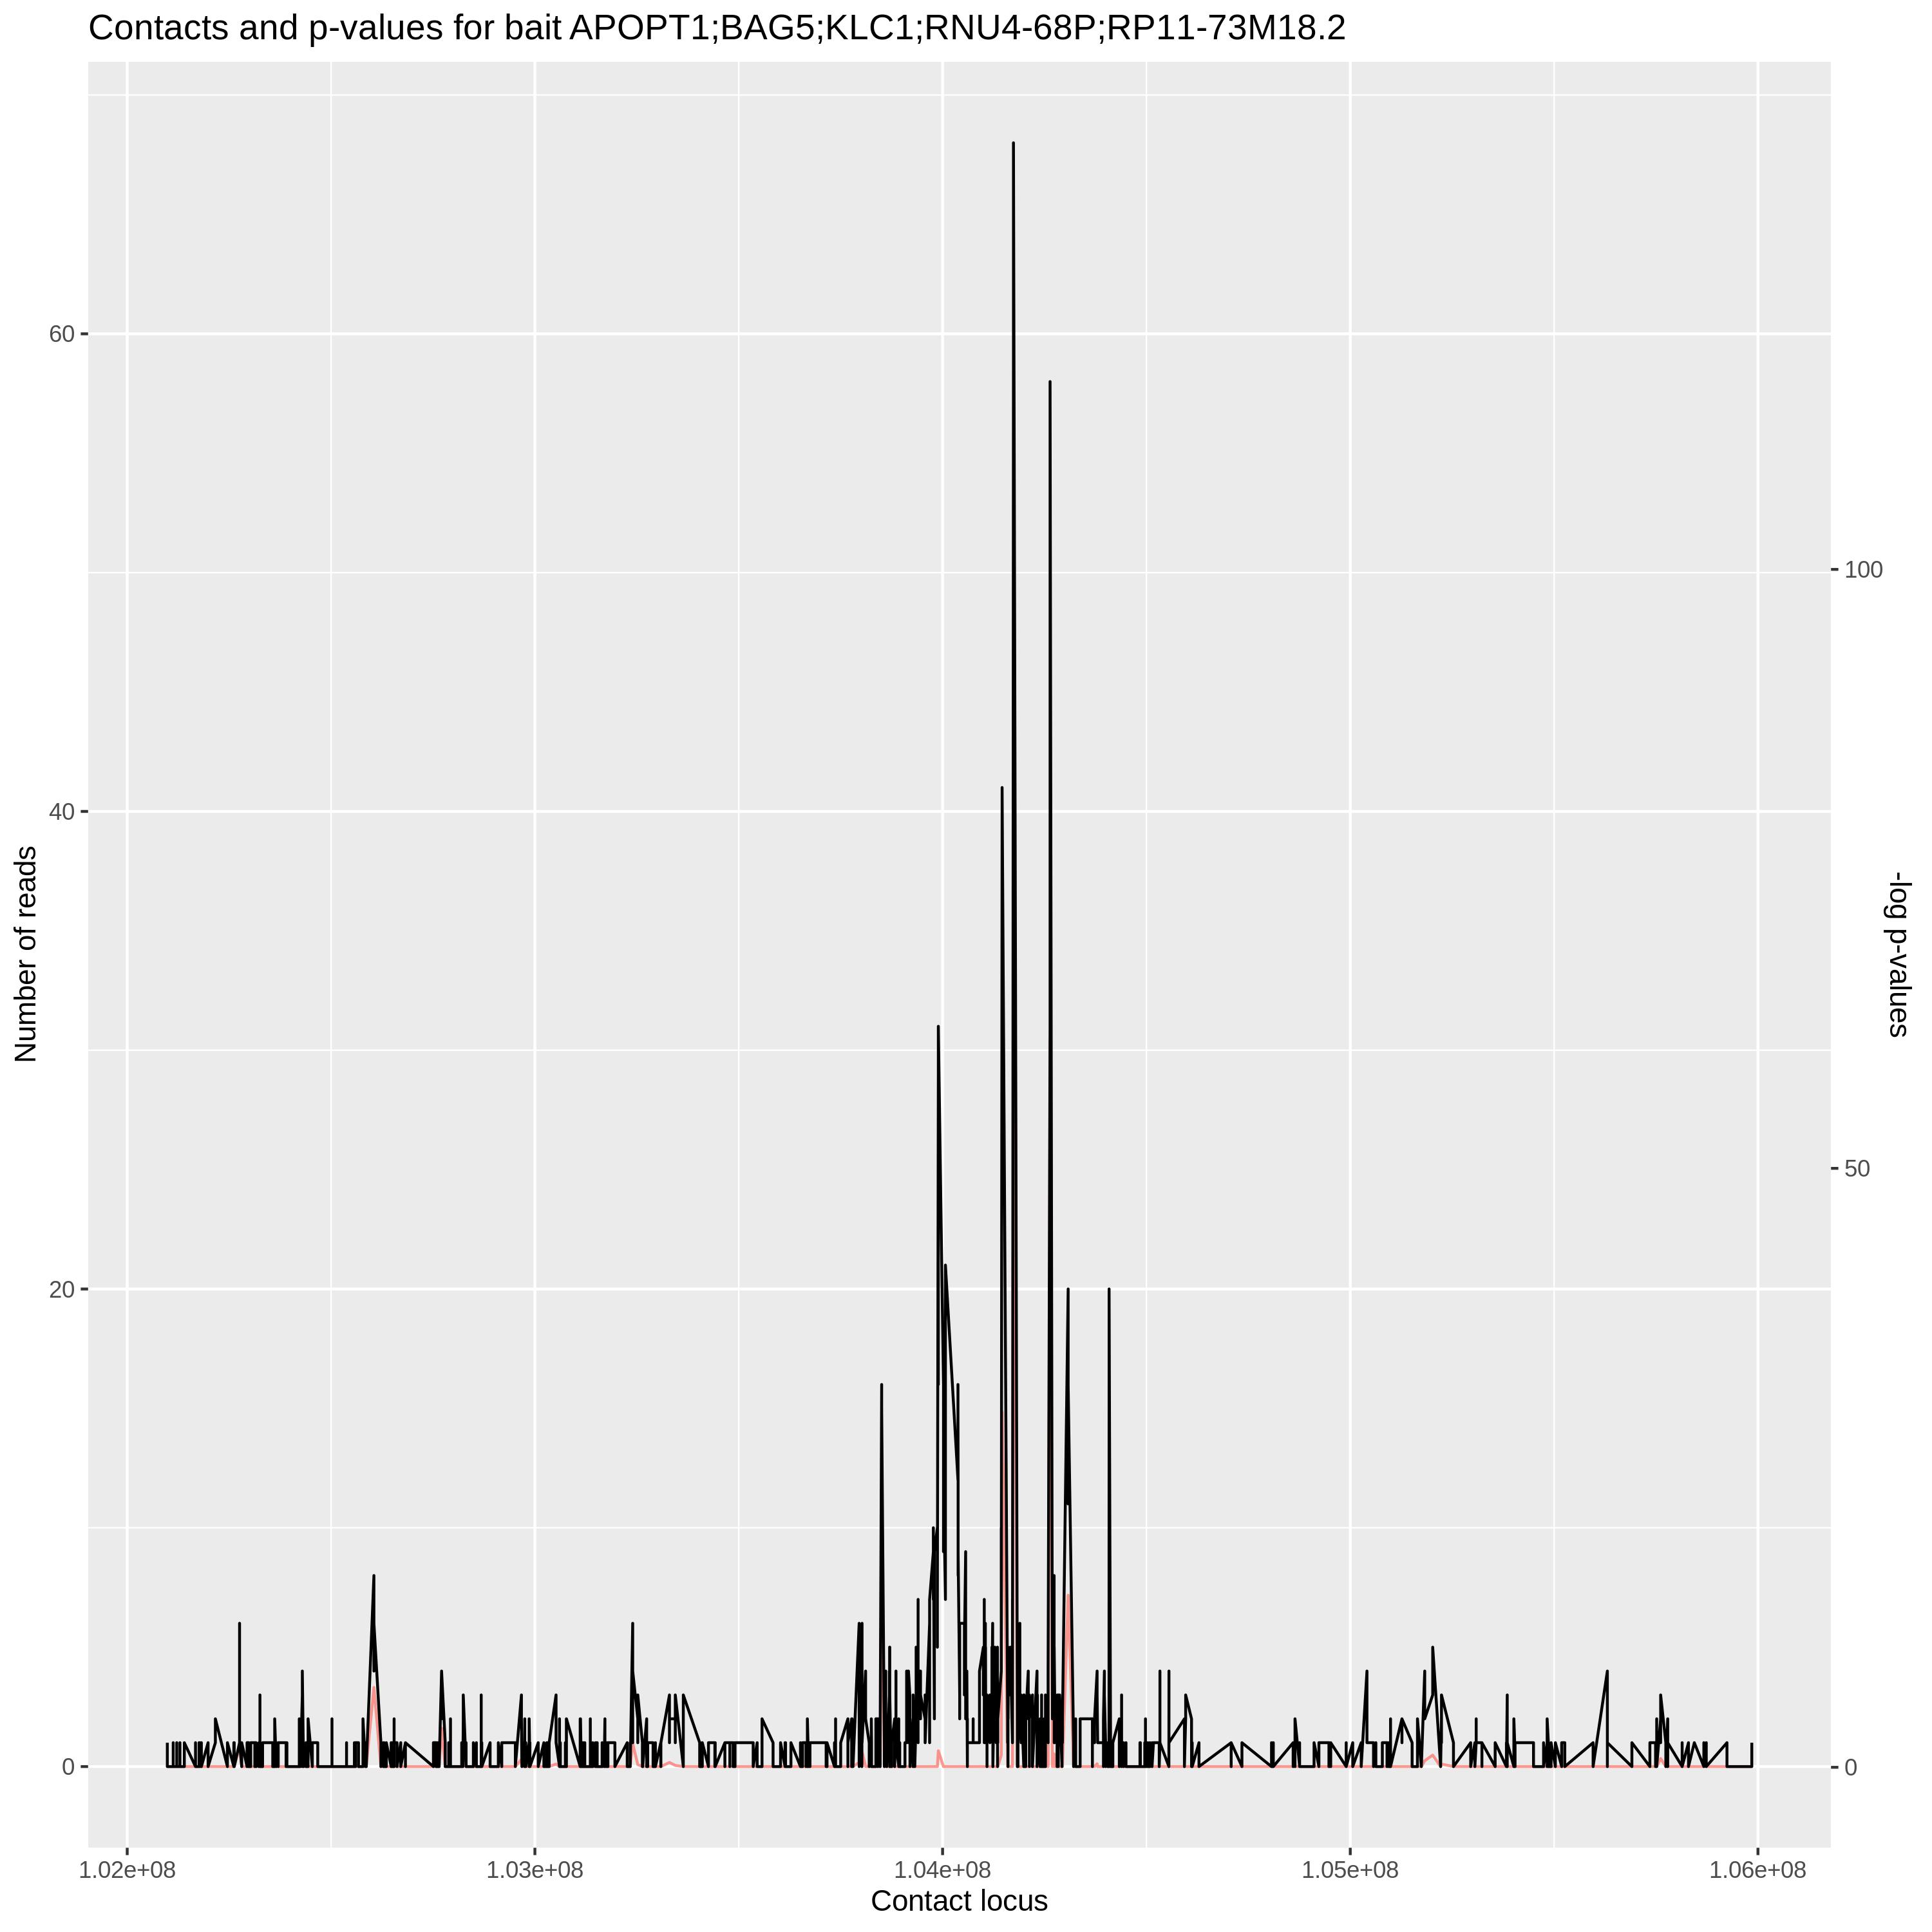 Contacts and p-values for bait APOPT1;BAG5;KLC1;RNU4-68P;RP11-73M18.2
60
40
20
0
Number of reads
100
50
0
-log p-values
1.02e+08
1.03e+08
1.04e+08
1.05e+08
1.06e+08
Contact locus